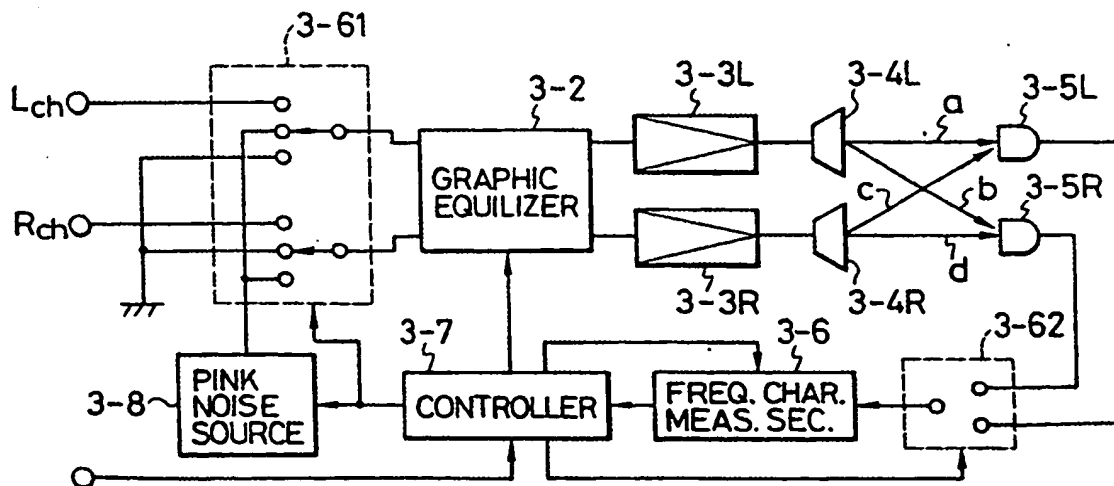 3-61
3-3L
3-4L
3-5L
Lch
3-2
a
GRAPHIC
EQUILIZER
c
b
3-5R
Rch
d
3-3R
3-4R
3-7
3-6
3-62
3-8
PINK
NOISE
SOURCE
CONTROLLER
FREQ. CHAR.
MEAS. SEC.